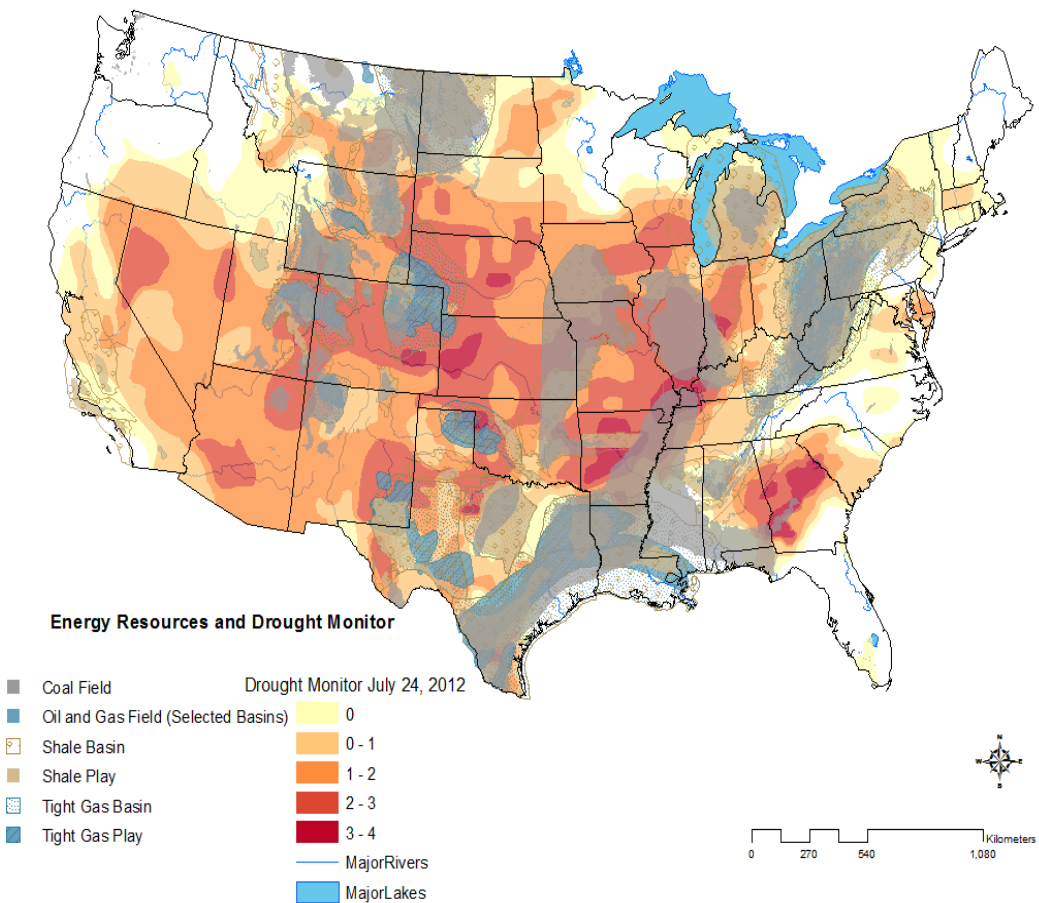 Energy Resources and Drought Monitor
Coal Field
Oil and Gas Field (Selected Basins)
Shale Basin
Shale Play
Tight Gas Basin
Tight Gas Play
Drought Monitor July 24, 2012
0
0 - 1
1 - 2
2 - 3
3 - 4
MajorRivers
MajorLakes
N
W E
S
Kilometers
0 270 540 1,080